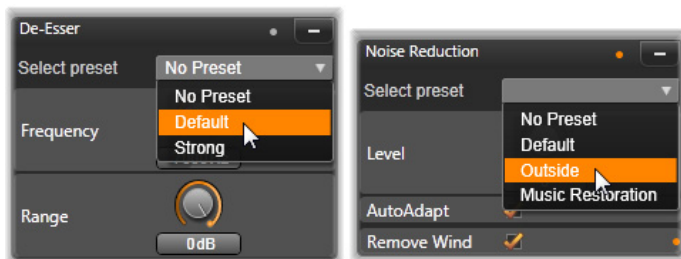 De-Esser
Select preset No Preset
No Preset
Default
Strong
Frequency
Range
0dB
Noise Reduction
Select preset
No Preset
Default
Outside
Music Restoration
Level
AutoAdapt
Remove Wind